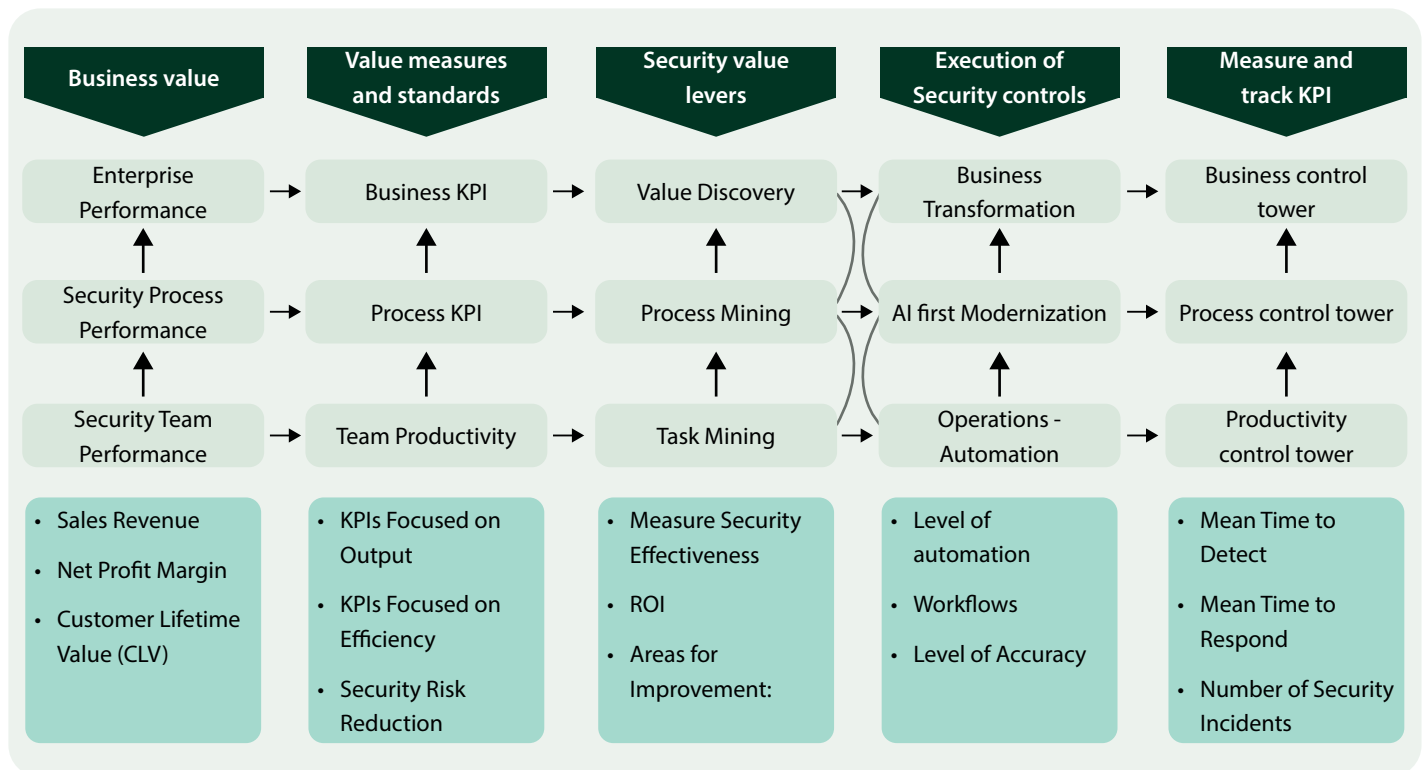 Business value
Value measures
and standards
Security value
levers
Execution of
Security controls
Measure and
track KPI
Enterprise
Performance
Business KPI
Value Discovery
Business
Transformation
Business control
tower
Security Process
Performance
Process KPI
Process Mining
AI first Modernization
Process control tower
Security Team
Performance
Team Productivity
Task Mining
Operations -
Automation
Productivity
control tower
• Sales Revenue
• Net Profit Margin
• Customer Lifetime
Value (CLV)
• KPIs Focused on
Output
• KPIs Focused on
Efficiency
• Security Risk
Reduction
• Measure Security
Effectiveness
• ROI
• Areas for
Improvement:
• Level of
automation
• Workflows
• Level of Accuracy
• Mean Time to
Detect
• Mean Time to
Respond
• Number of Security
Incidents